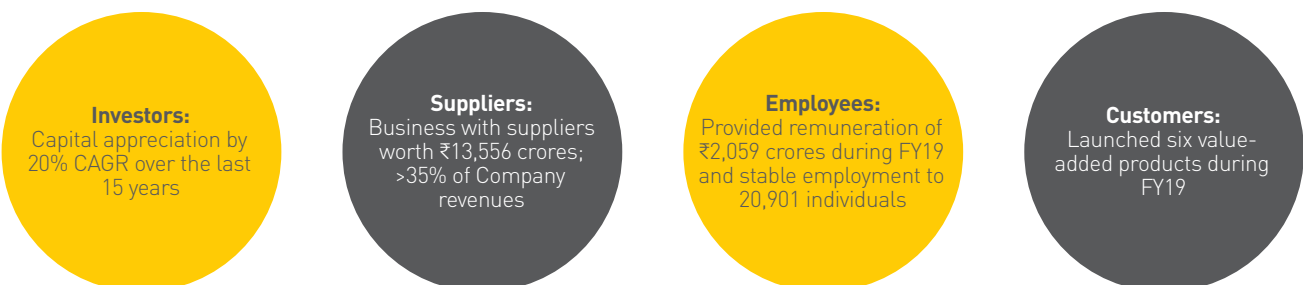 Investors:
Capital appreciation by
20% CAGR over the last
15 years
Suppliers:
Business with suppliers
worth ₹13,556 crores;
>35% of Company
revenues
Employees:
Provided remuneration of
₹2,059 crores during FY19
and stable employment to
20,901 individuals
Customers:
Launched six value-
added products during
FY19